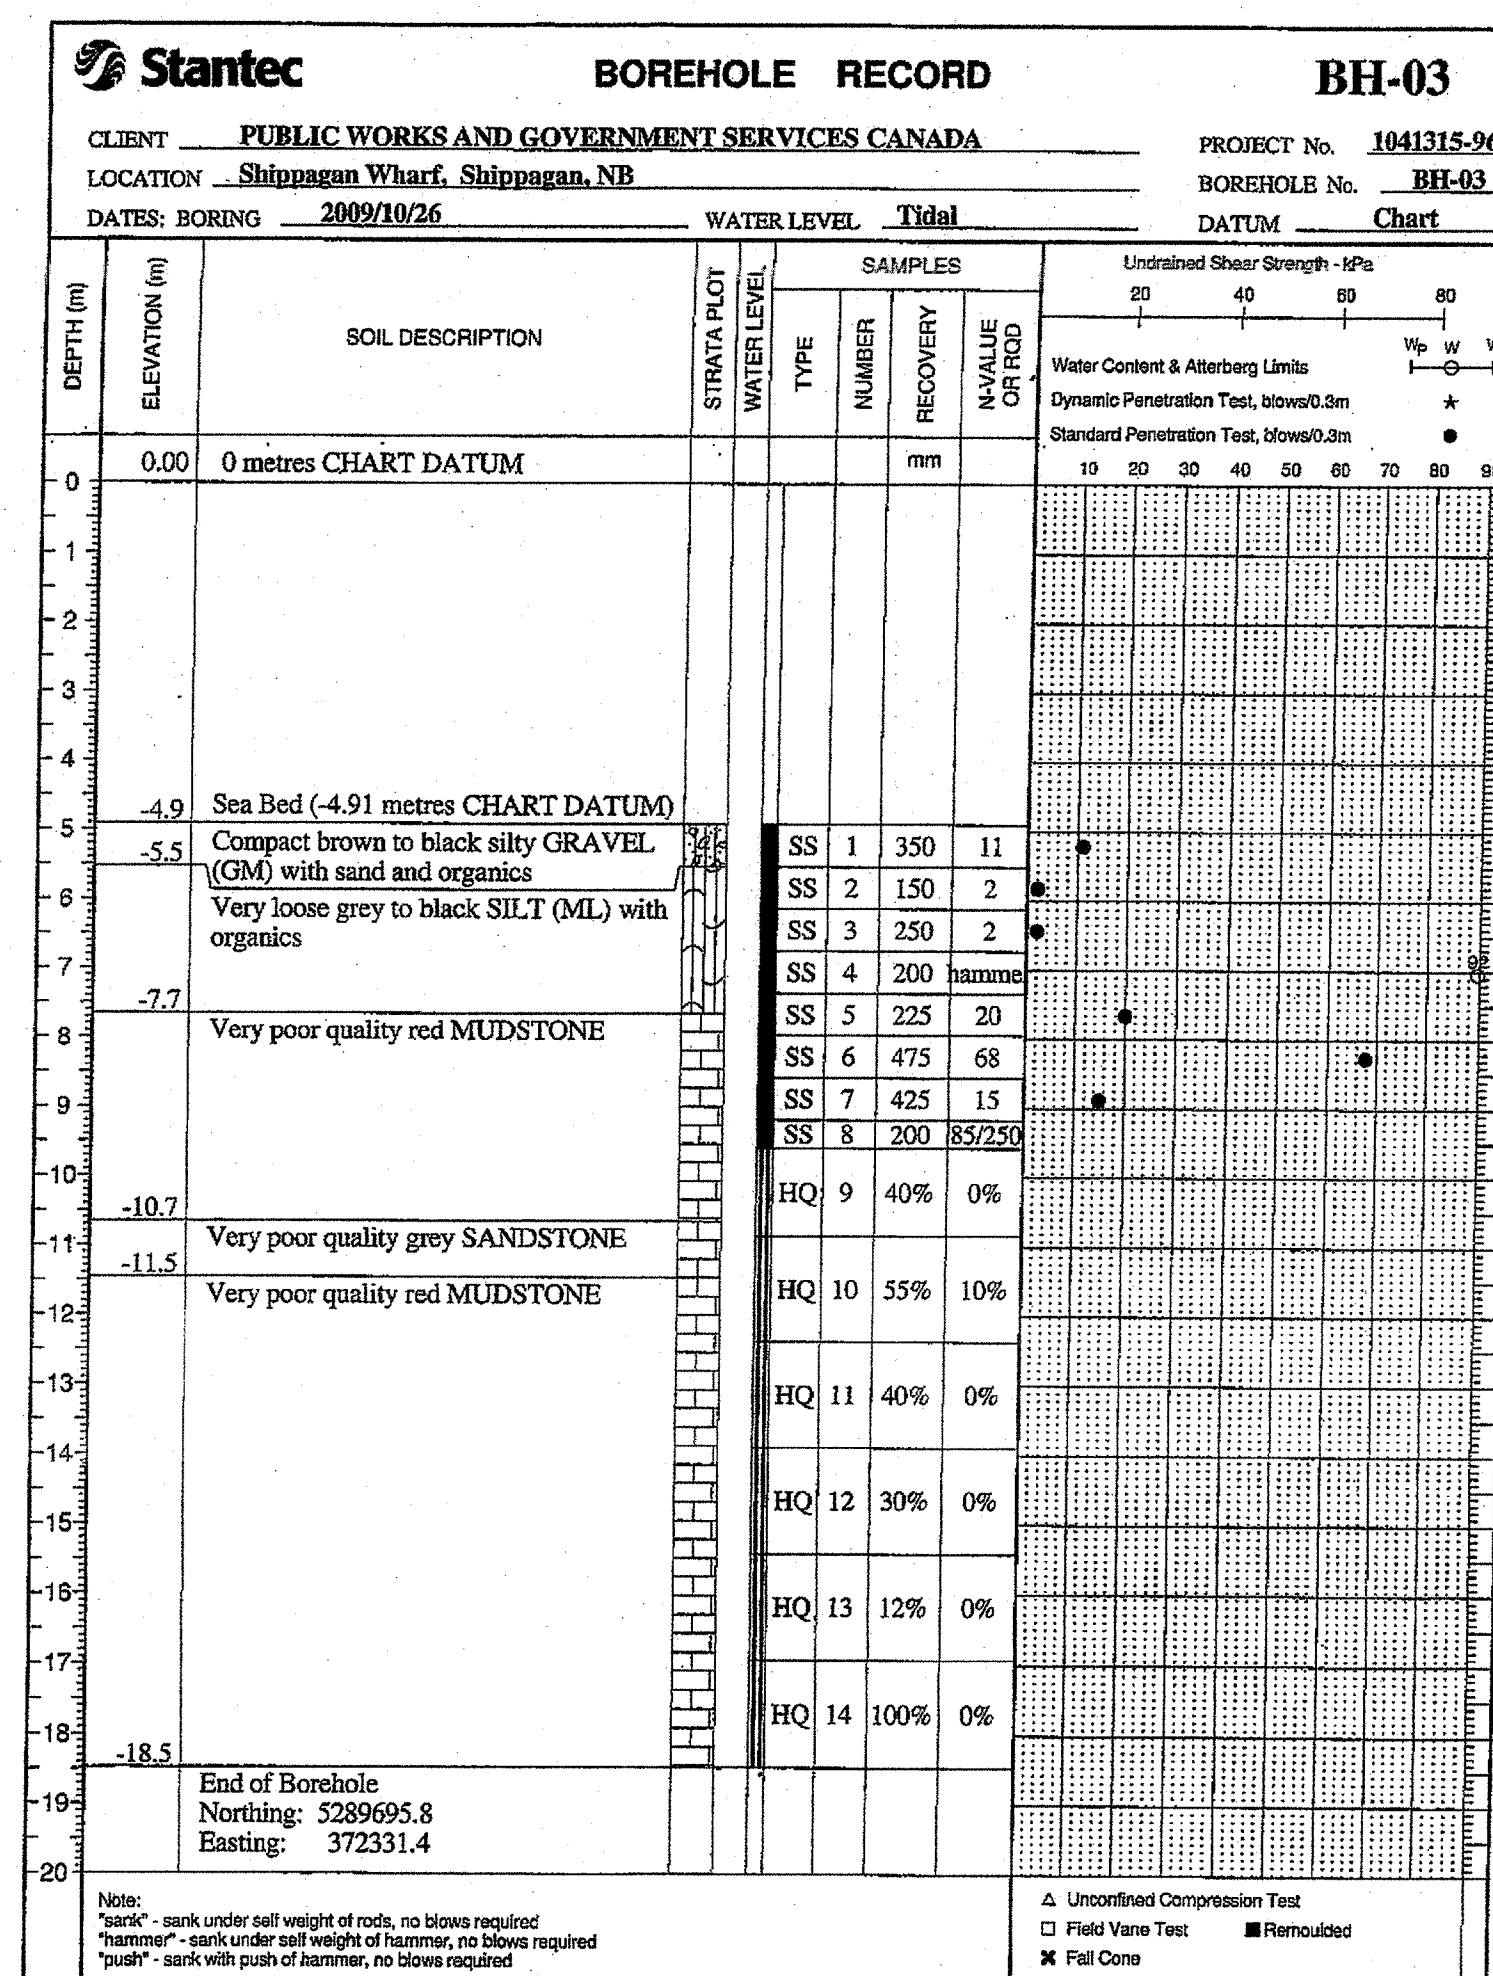 Stantec
BOREHOLE RECORD
BH-03
CLIENT PUBLIC WORKS AND GOVERNMENT SERVICES CANADA
PROJECT No. 1041315-96
LOCATION Shippagan Wharf, Shippagan, NB
BOREHOLE No. BH-03
DATES: BORING 2009/10/26
WATER LEVEL Tidal
DATUM Chart
DEPTH (m)
ELEVATION (m)
SOIL DESCRIPTION
STRATA PLOT
WATER LEVEL
SAMPLES
TYPE
NUMBER
RECOVERY
N-VALUE
OR RQD
Undrained Shear Strength - kPa
20 40 60 80
WP W
Water Content & Atterberg Limits
Dynamic Penetration Test, blows/0.3m ★
Standard Penetration Test, blows/0.3m ●
10 20 30 40 50 60 70 80
mm
0.00 0 metres CHART DATUM
0
1
2
3
4
-4.9 Sea Bed (-4.91 metres CHART DATUM)
5
-5.5 Compact brown to black silty GRAVEL
(GM) with sand and organics
SS 1 350 11
6
Very loose grey to black SILT (ML) with
organics
SS 2 150 2
SS 3 250 2
7
SS 4 200 hamme
92
-7.7
Very poor quality red MUDSTONE
SS 5 225 20
8
SS 6 475 68
9
SS 7 425 15
SS 8 200 85/250
10
HQ 9 40% 0%
-10.7
Very poor quality grey SANDSTONE
11
-11.5
Very poor quality red MUDSTONE
HQ 10 55% 10%
12
13
HQ 11 40% 0%
14
HQ 12 30% 0%
15
16
HQ 13 12% 0%
17
HQ 14 100% 0%
18
-18.5
End of Borehole
19
Northing: 5289695.8
Easting: 372331.4
20
Note:
"sank" - sank under self weight of rods, no blows required
"hammer" - sank under self weight of hammer, no blows required
"push" - sank with push of hammer, no blows required
△ Unconfined Compression Test
□ Field Vane Test ■ Remoulded
✖ Fall Cone